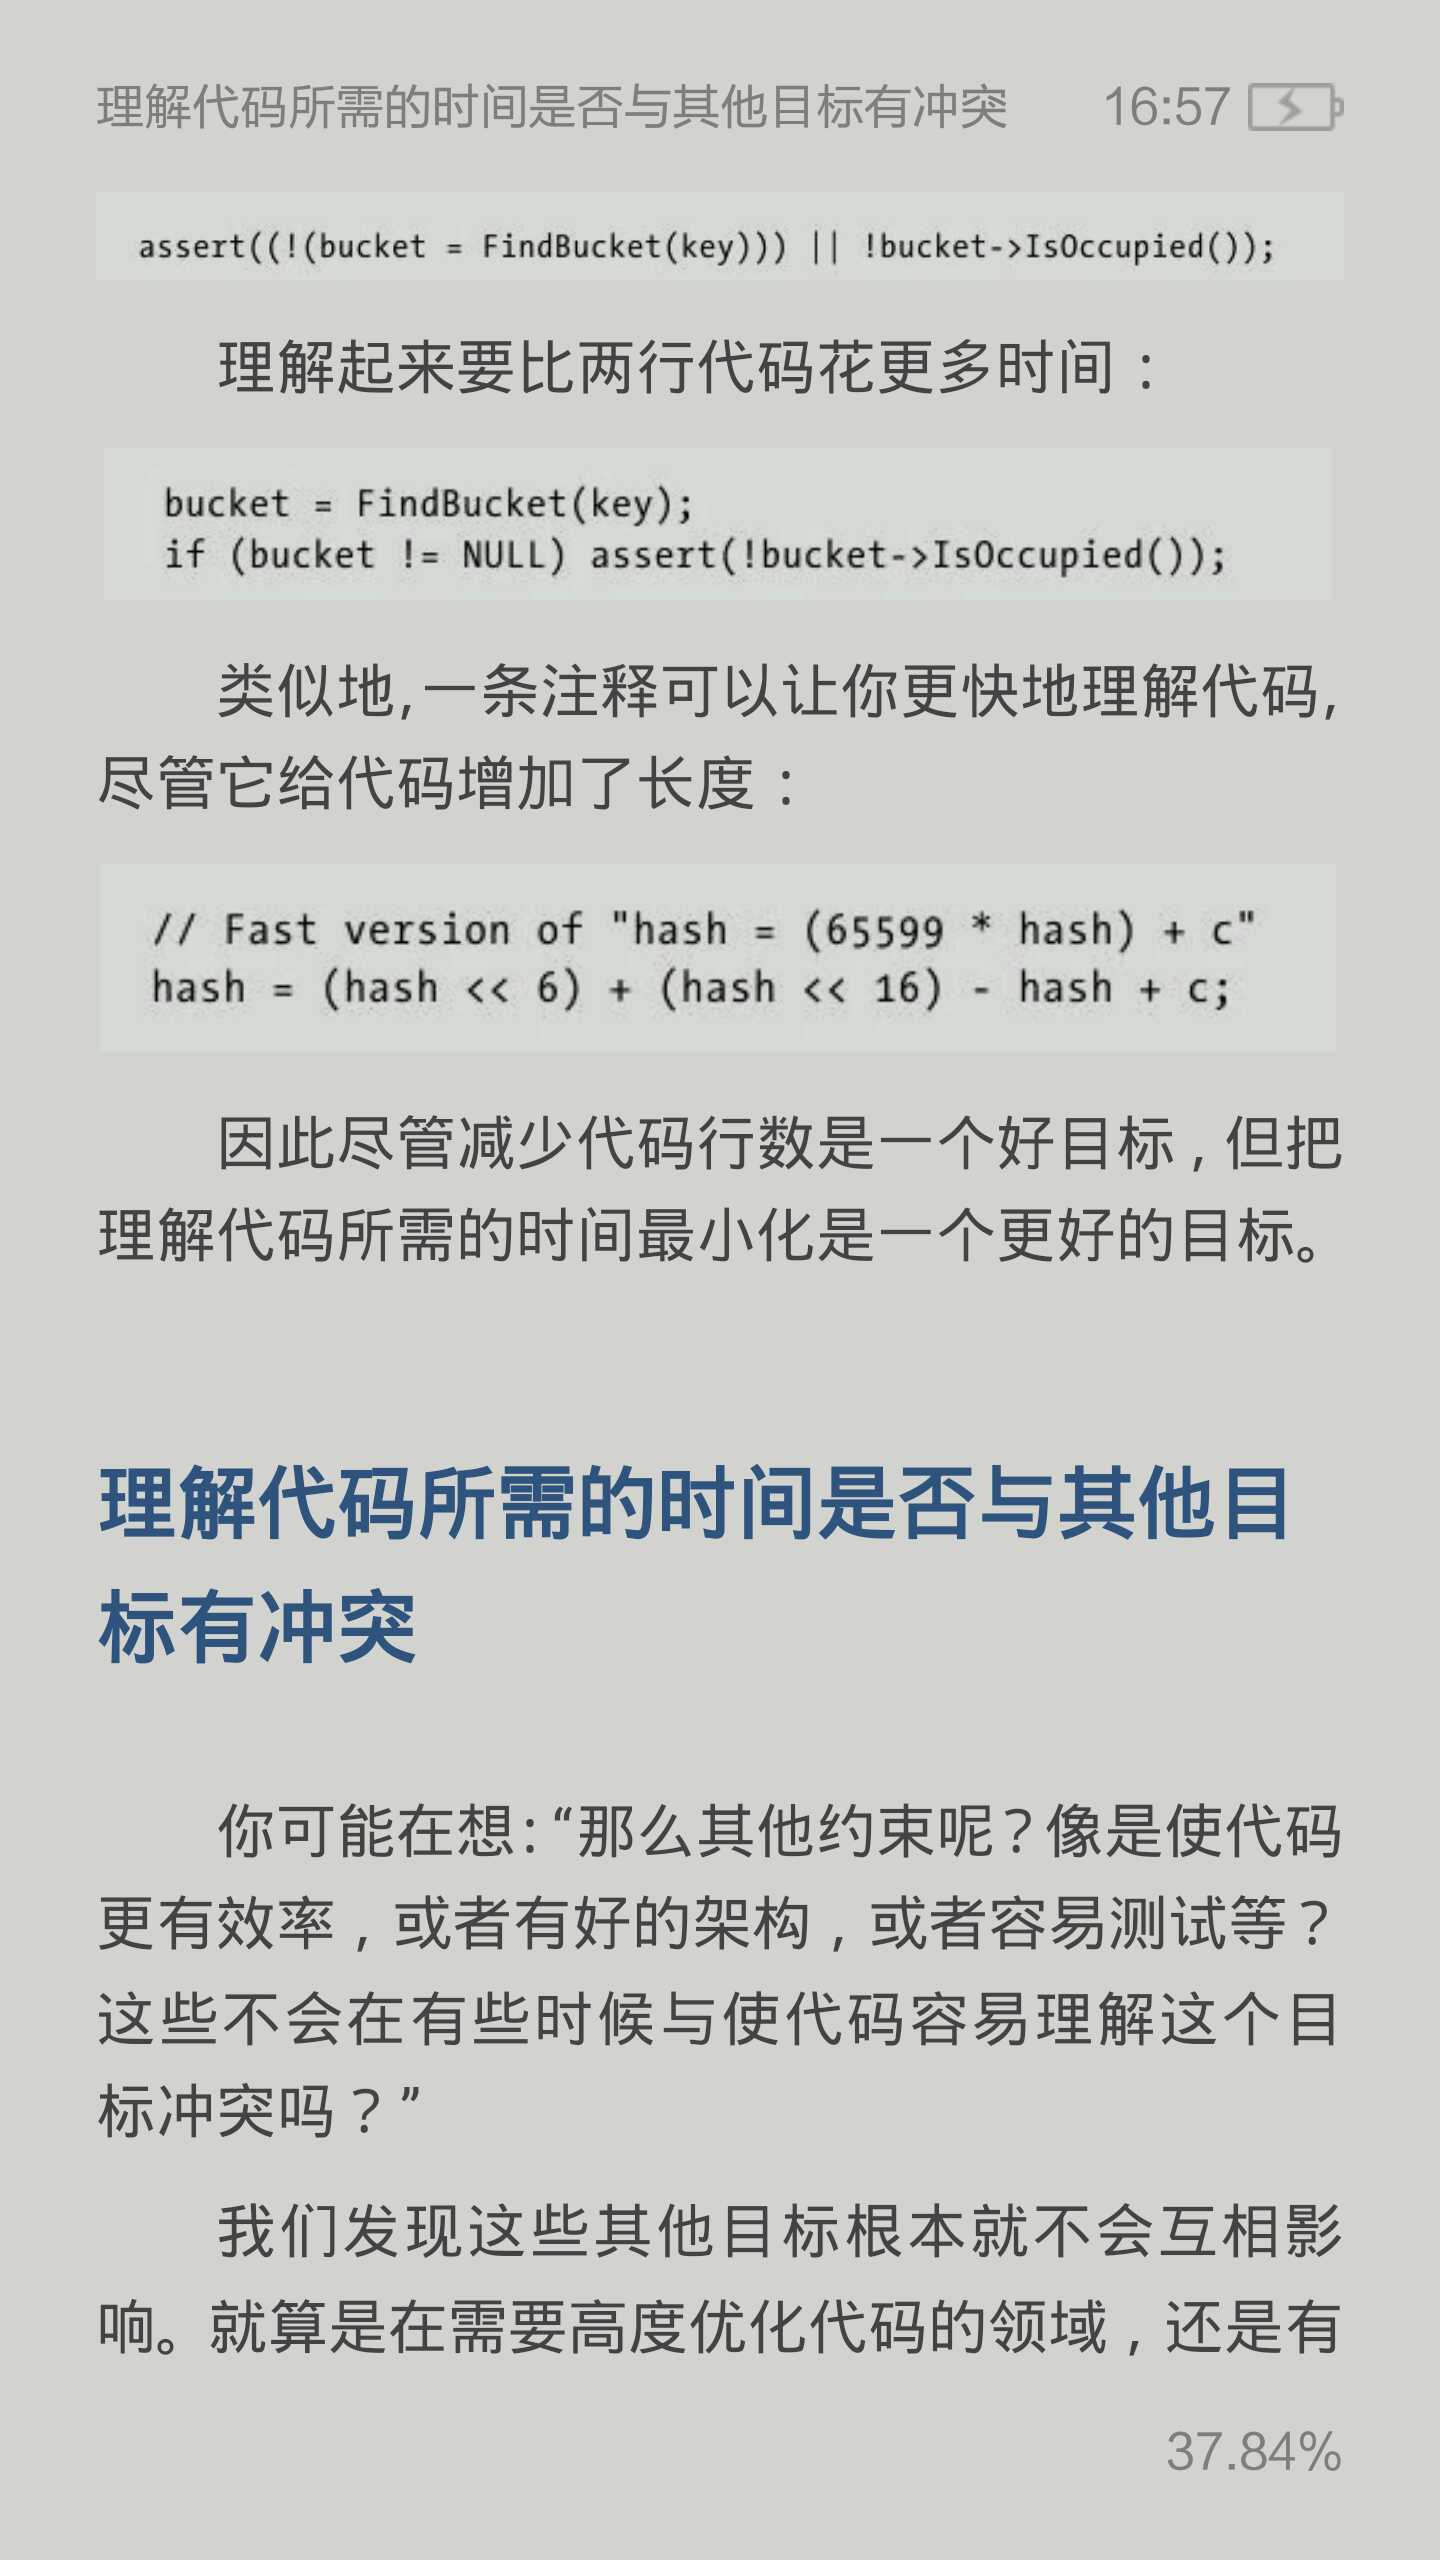 理解代码所需的时间是否与其他目标有冲突 16:57
assert((!(bucket = FindBucket(key))) || !bucket->IsOccupied());
理解起来要比两行代码花更多时间：
bucket = FindBucket(key);
if (bucket != NULL) assert(!bucket->IsOccupied());
类似地，一条注释可以让你更快地理解代码，
尽管它给代码增加了长度：
// Fast version of "hash = (65599 * hash) + c"
hash = (hash << 6) + (hash << 16) - hash + c;
因此尽管减少代码行数是一个好目标，但把
理解代码所需的时间最小化是一个更好的目标。
理解代码所需的时间是否与其他目
标有冲突
你可能在想：“那么其他约束呢？像是使代码
更有效率，或者有好的架构，或者容易测试等？
这些不会在有些时候与使代码容易理解这个目
标冲突吗？”
我们发现这些其他目标根本就不会互相影
响。就算是在需要高度优化代码的领域，还是有
37.84%